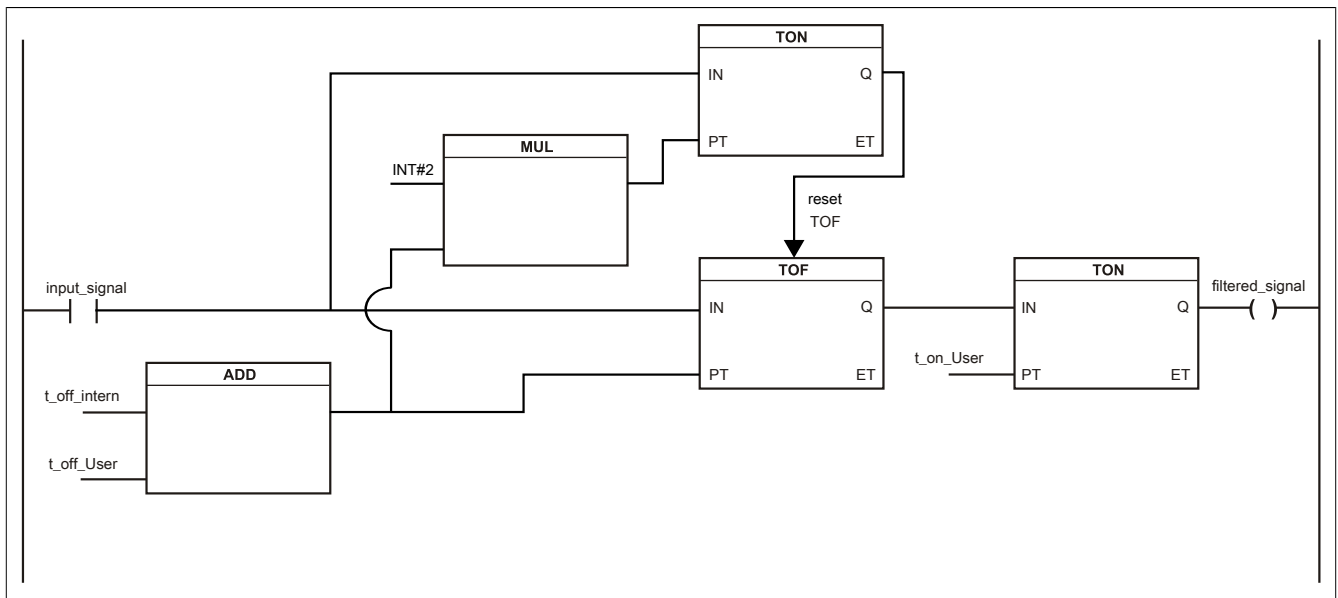 TON
IN Q
PT ET
MUL
INT#2
reset
TOF
TOF
IN Q
PT ET
TON
IN Q
t_on_User
PT ET
filtered_signal
input_signal
ADD
t_off_intern
t_off_User